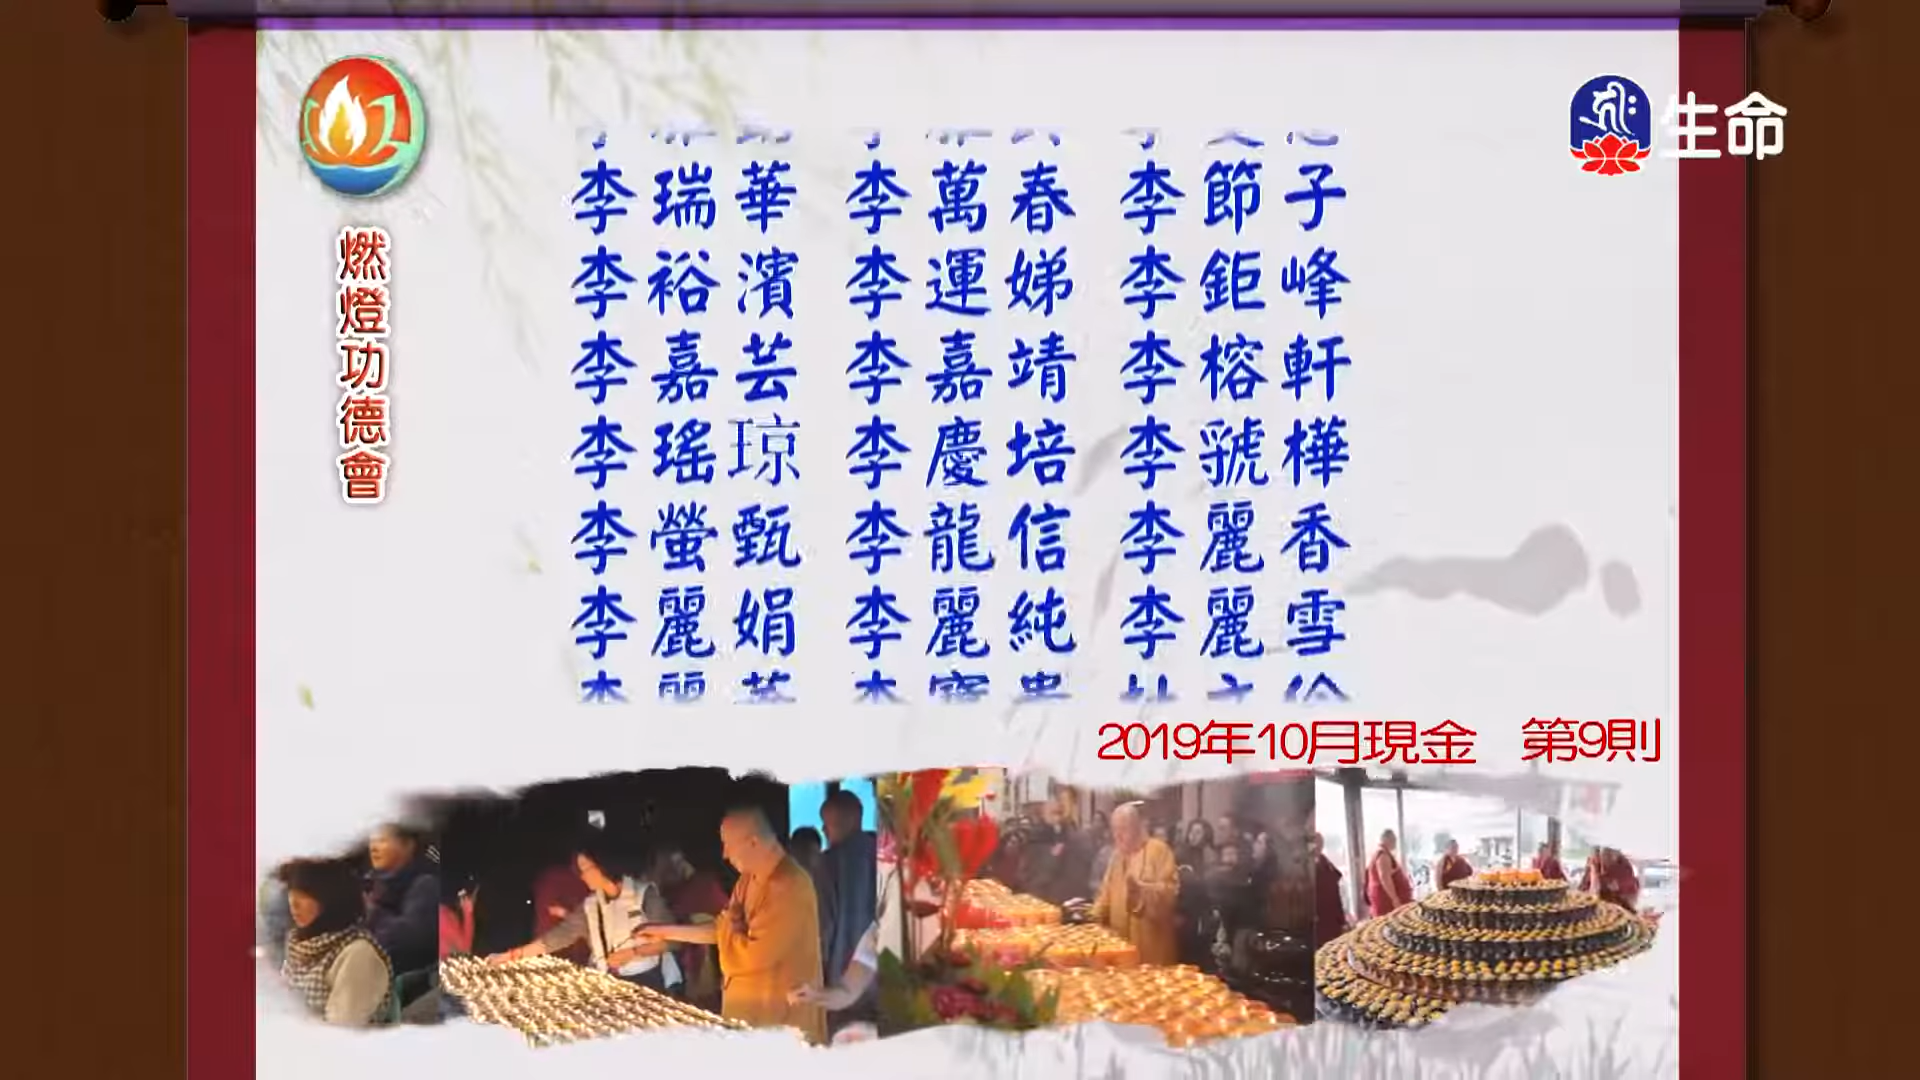 生命
燃燈功德會
李瑞華 李萬春 李節子
李裕濱 李運娣 李鉅峰
李嘉芸 李嘉靖 李榕軒
李瑤琼 李慶培 李號樺
李螢甄 李龍信 李麗香
李麗娟 李麗純 李麗雪
2019年10月現金 第9則